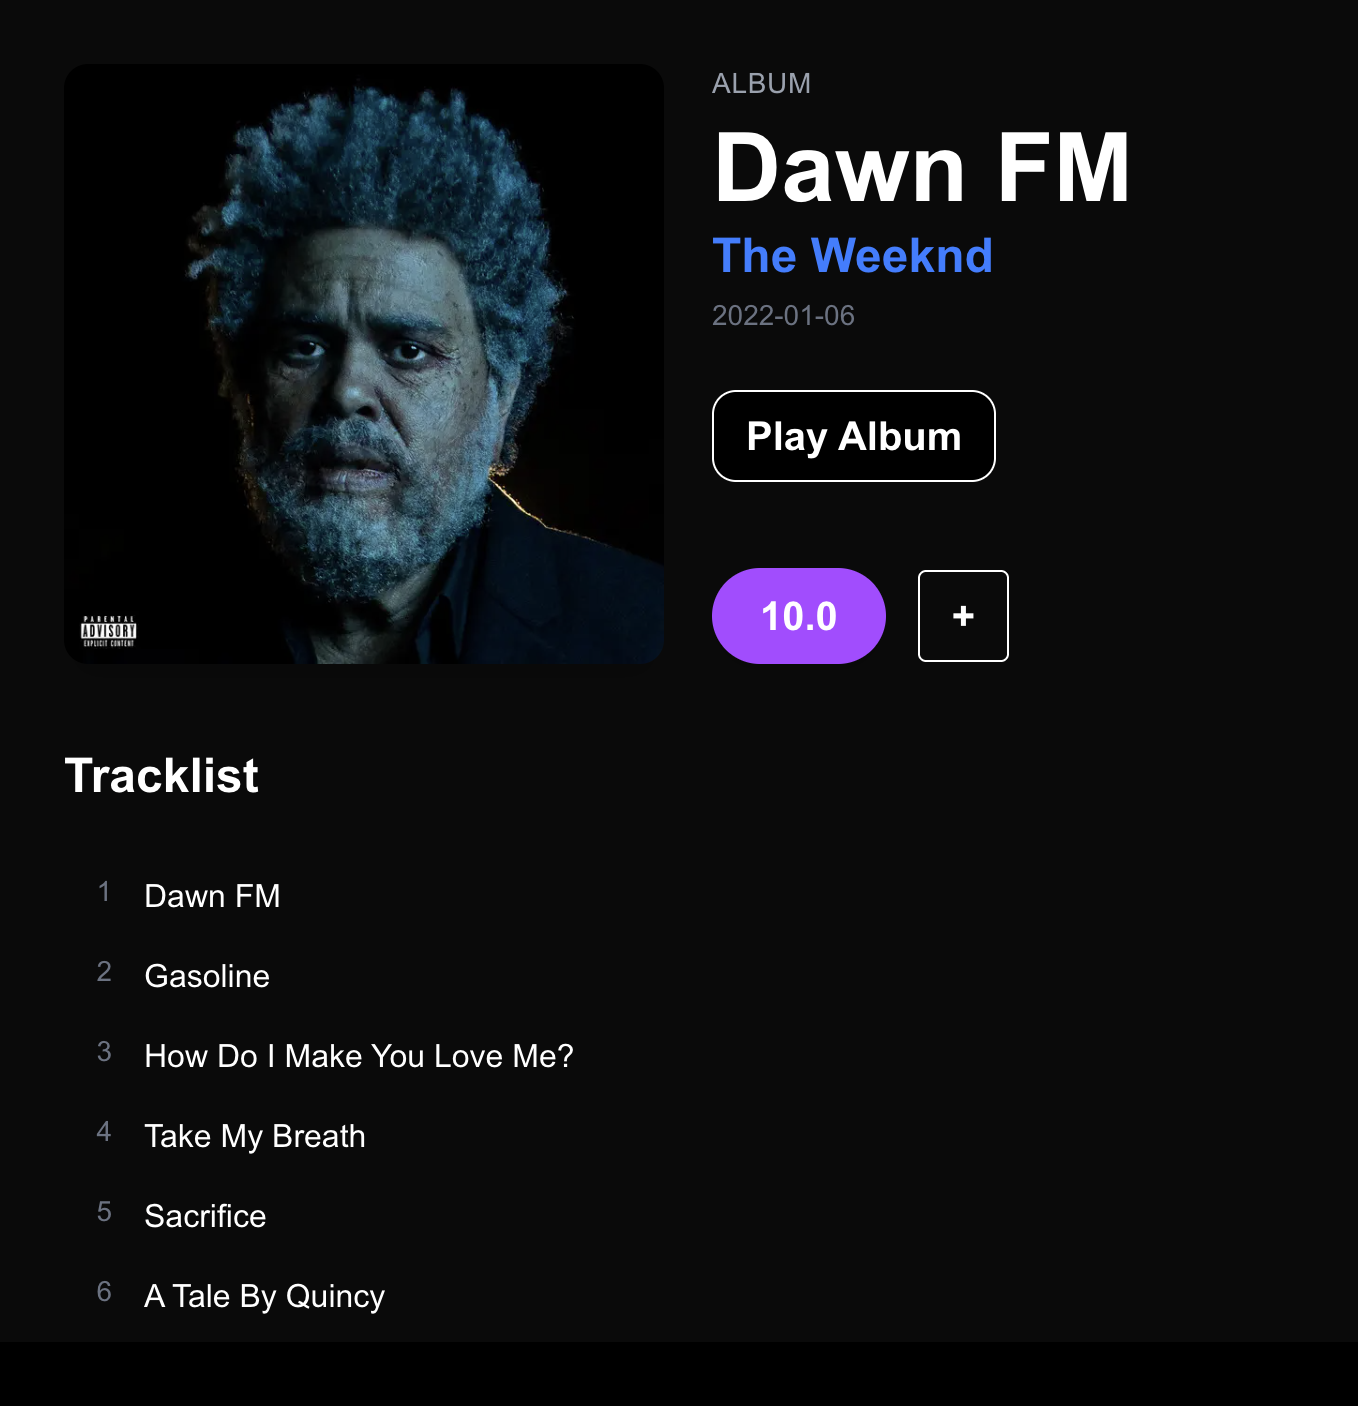 ALBUM
Dawn FM
The Weeknd
2022-01-06
Play Album
10.0
+
PARENTAL
ADVISORY
EXPLICIT CONTENT
Tracklist
1 Dawn FM
2 Gasoline
3 How Do I Make You Love Me?
4 Take My Breath
5 Sacrifice
6 A Tale By Quincy